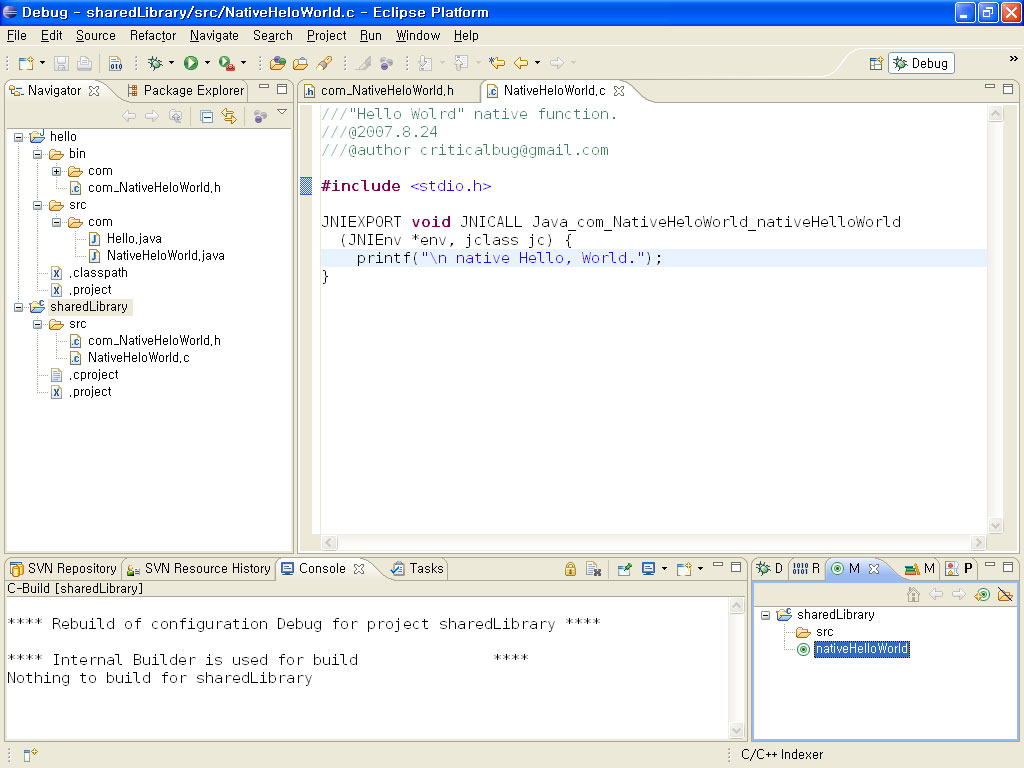 Debug - sharedLibrary/src/NativeHeloWorld.c - Eclipse Platform
File Edit Source Refactor Navigate Search Project Run Window Help
Debug
Navigator Package Explorer
com_NativeHeloWorld.h NativeHeloWorld.c
hello
bin
com
com_NativeHeloWorld.h
src
com
Hello.java
NativeHeloWorld.java
.classpath
.project
sharedLibrary
src
com_NativeHeloWorld.h
NativeHeloWorld.c
.cproject
.project
///"Hello Wolrd" native function.
///@2007.8.24
///@author criticalbug@gmail.com
#include <stdio.h>
JNIEXPORT void JNICALL Java_com_NativeHeloWorld_nativeHelloWorld
(JNIEnv *env, jclass jc) {
printf("\n native Hello, World.");
}
SVN Repository SVN Resource History Console Tasks
C-Build [sharedLibrary]
**** Rebuild of configuration Debug for project sharedLibrary ****
**** Internal Builder is used for build ****
Nothing to build for sharedLibrary
D R M M P
sharedLibrary
src
nativeHelloWorld
C/C++ Indexer